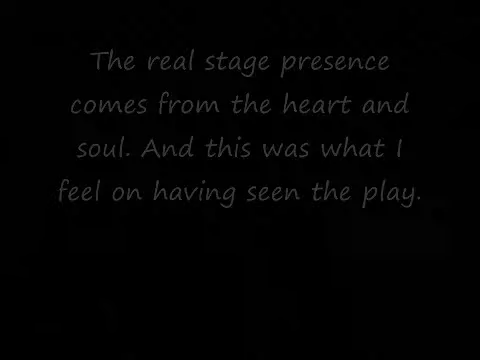 The real stage presence
comes from the heart and
soul. And this was what I
feel on having seen the play.